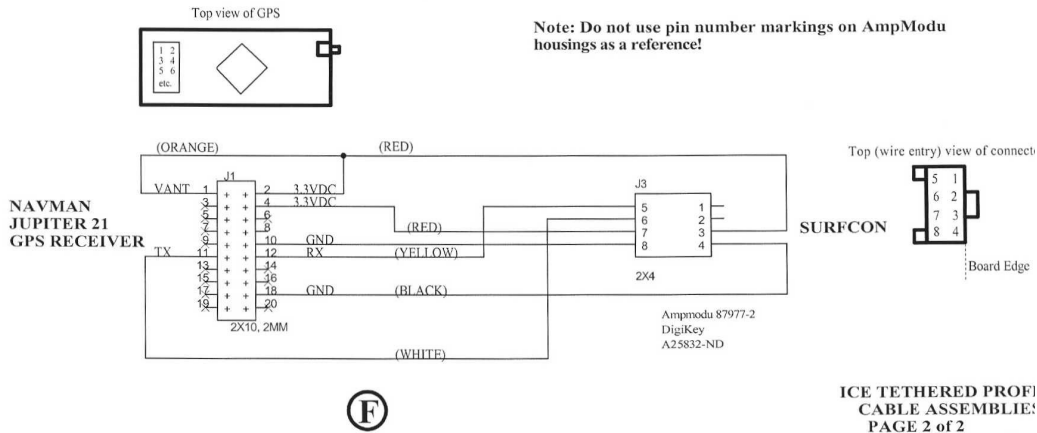 Top view of GPS
Note: Do not use pin number markings on AmpModu
housings as a reference!
1 2
3 4
5 6
etc.
(ORANGE) (RED)
J1
VANT 1 2 3.3VDC
3 4 3.3VDC
5 6
7 8
9 10 GND
TX 11 12 RX
13 14
15 16
17 18 GND
19 20
2X10, 2MM
NAVMAN
JUPITER 21
GPS RECEIVER
(RED)
(YELLOW)
(BLACK)
(WHITE)
J3
5 1
6 2
7 3
8 4
2X4
Ampmodu 87977-2
DigiKey
A25832-ND
SURFCON
Top (wire entry) view of connect
5 1
6 2
7 3
8 4
Board Edge
F
ICE TETHERED PROF
CABLE ASSEMBLIES
PAGE 2 of 2